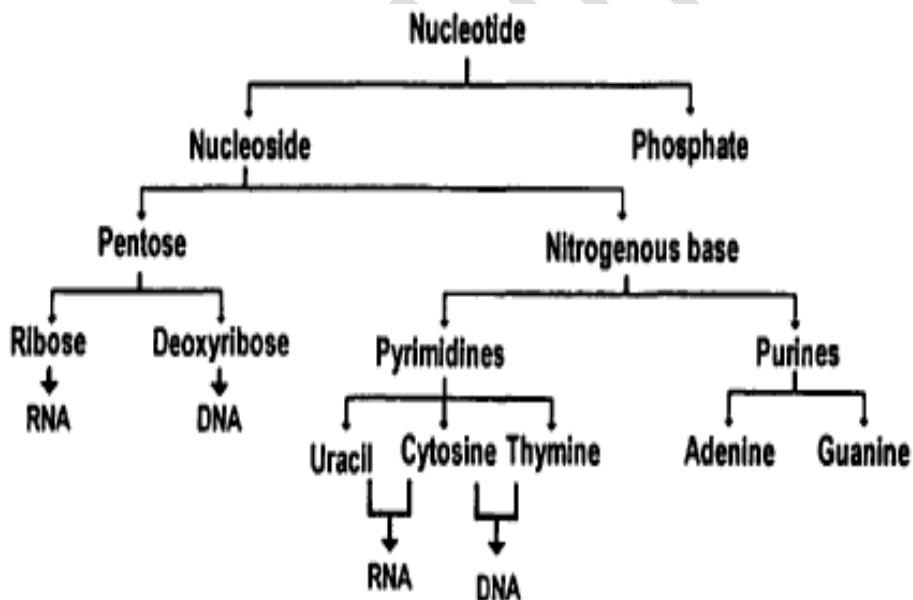 Nucleotide
Nucleoside Phosphate
Pentose Nitrogenous base
Ribose Deoxyribose Pyrimidines Purines
RNA DNA
Uracil Cytosine Thymine Adenine Guanine
RNA DNA